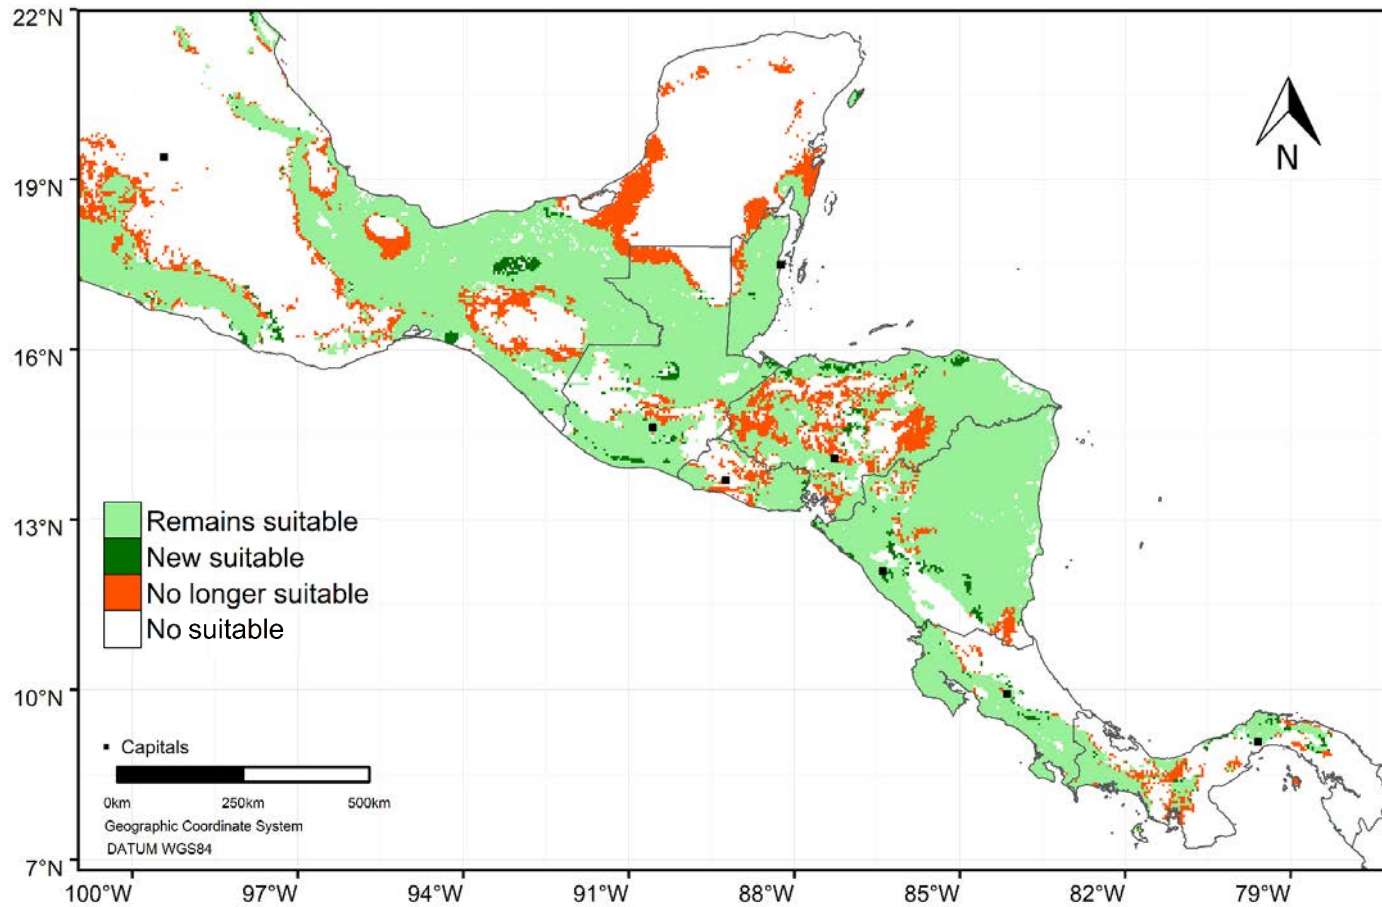 22°N
19°N
16°N
13°N
10°N
7°N
N
Remains suitable
New suitable
No longer suitable
No suitable
Capitals
0km 250km 500km
Geographic Coordinate System
DATUM WGS84
100°W 97°W 94°W 91°W 88°W 85°W 82°W 79°W